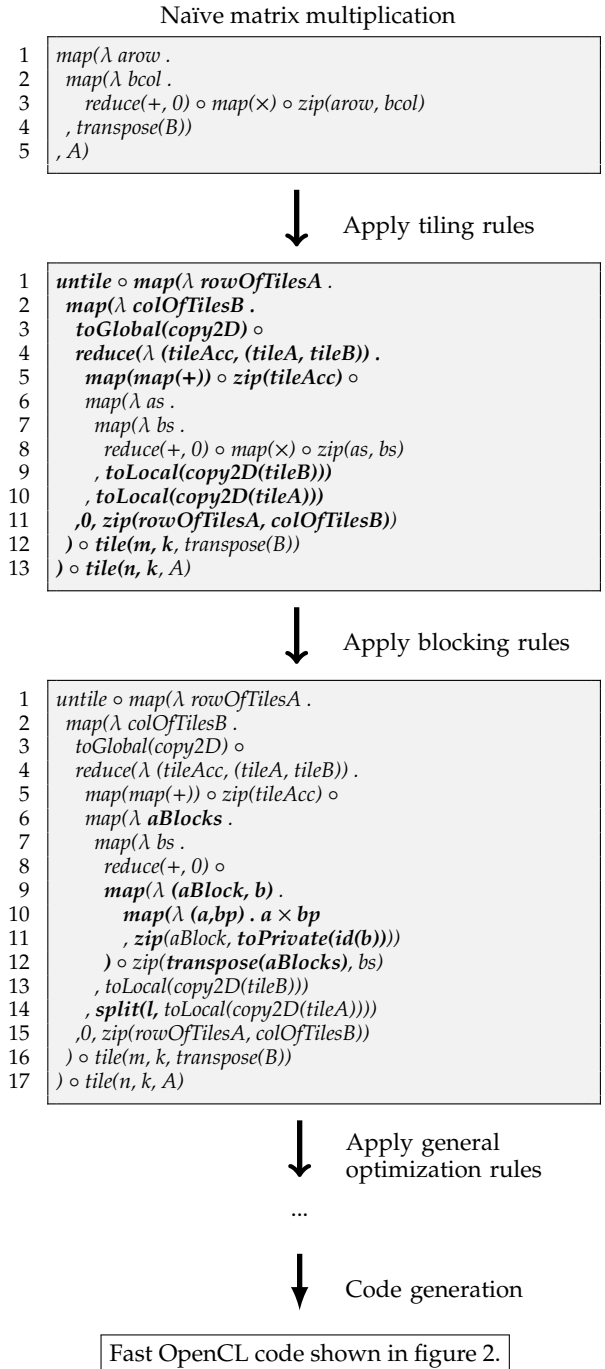 Naïve matrix multiplication
1 map(λ arow .
2 map(λ bcol .
3 reduce(+, 0) ∘ map(×) ∘ zip(arow, bcol)
4 , transpose(B))
5 , A)
Apply tiling rules
1 untile ∘ map(λ rowOfTilesA .
2 map(λ colOfTilesB .
3 toGlobal(copy2D) ∘
4 reduce(λ (tileAcc, (tileA, tileB)) .
5 map(map(+)) ∘ zip(tileAcc) ∘
6 map(λ as .
7 map(λ bs .
8 reduce(+, 0) ∘ map(×) ∘ zip(as, bs)
9 , toLocal(copy2D(tileB)))
10 , toLocal(copy2D(tileA)))
11 ,0, zip(rowOfTilesA, colOfTilesB))
12 ) ∘ tile(m, k, transpose(B))
13 ) ∘ tile(n, k, A)
Apply blocking rules
1 untile ∘ map(λ rowOfTilesA .
2 map(λ colOfTilesB .
3 toGlobal(copy2D) ∘
4 reduce(λ (tileAcc, (tileA, tileB)) .
5 map(map(+)) ∘ zip(tileAcc) ∘
6 map(λ aBlocks .
7 map(λ bs .
8 reduce(+, 0) ∘
9 map(λ (aBlock, b) .
10 map(λ (a,bp) . a × bp
11 , zip(aBlock, toPrivate(id(b))))
12 ) ∘ zip(transpose(aBlocks), bs)
13 , toLocal(copy2D(tileB)))
14 , split(l, toLocal(copy2D(tileA))))
15 ,0, zip(rowOfTilesA, colOfTilesB))
16 ) ∘ tile(m, k, transpose(B))
17 ) ∘ tile(n, k, A)
Apply general
optimization rules
...
Code generation
Fast OpenCL code shown in figure 2.